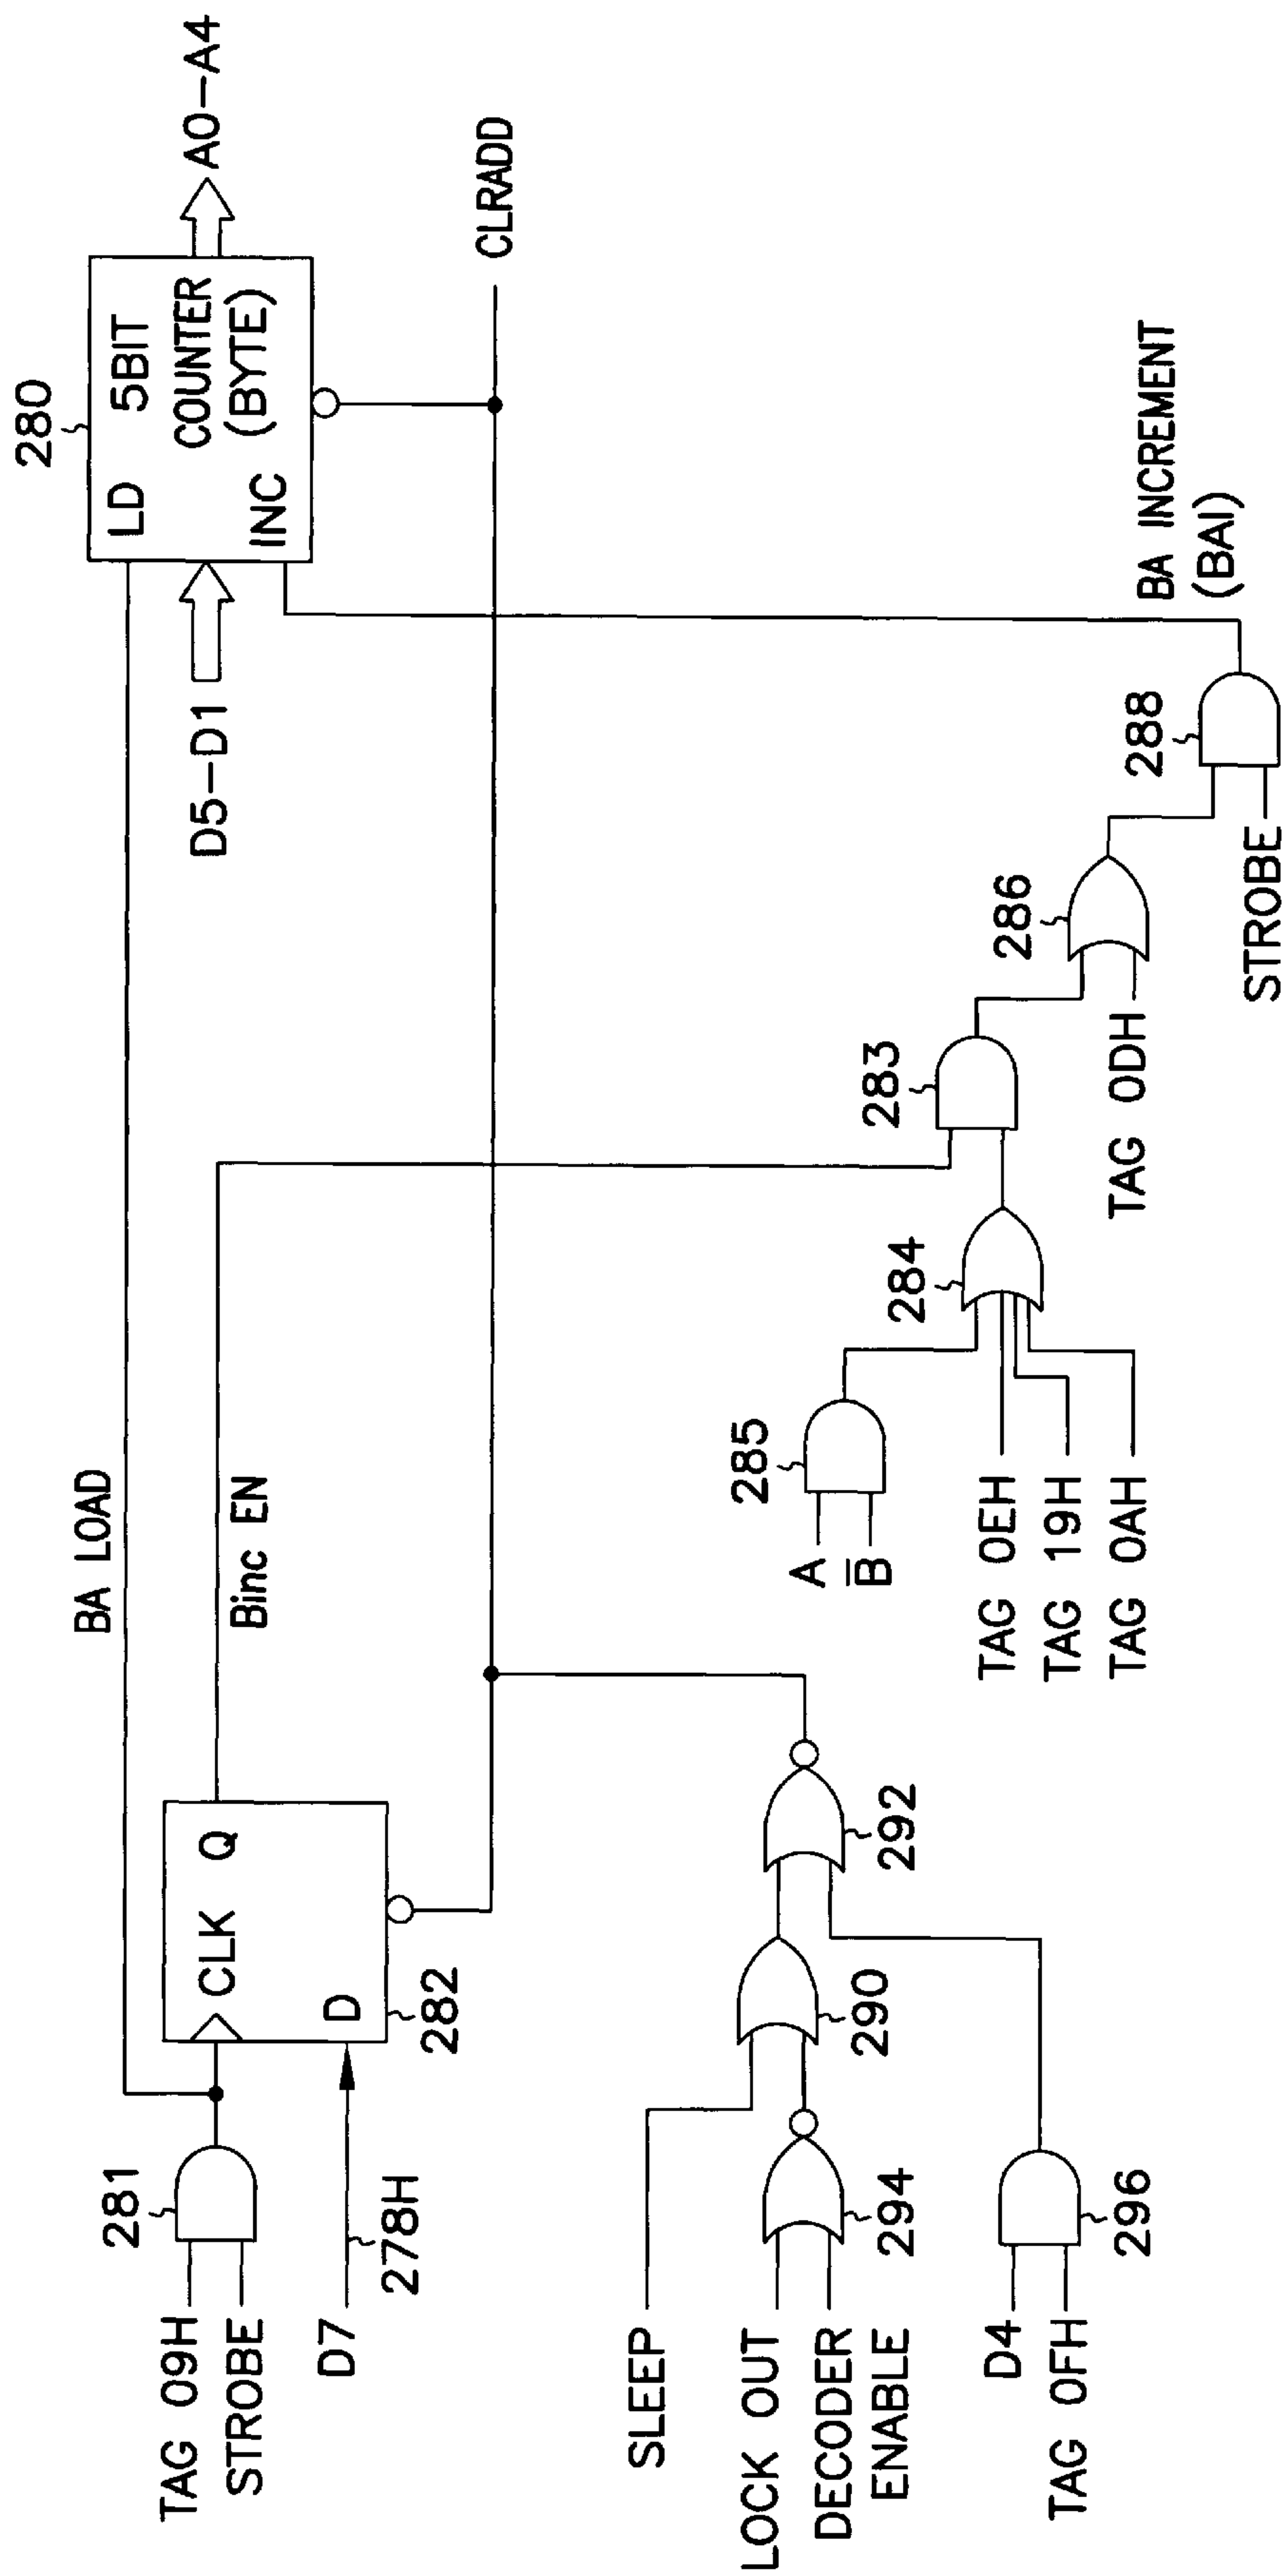 280
LD 5BIT
COUNTER
(BYTE)
INC
A0-A4
D5-D1
BA LOAD
Binc EN
CLRADD
281
TAG 09H
STROBE
D7
278H
CLK Q
D
282
BA INCREMENT
(BAI)
288
STROBE
286
TAG 0DH
283
284
285
A
B̅
TAG 0EH
TAG 19H
TAG 0AH
SLEEP
LOCK OUT
DECODER
ENABLE
294
290
292
D4
TAG 0FH
296